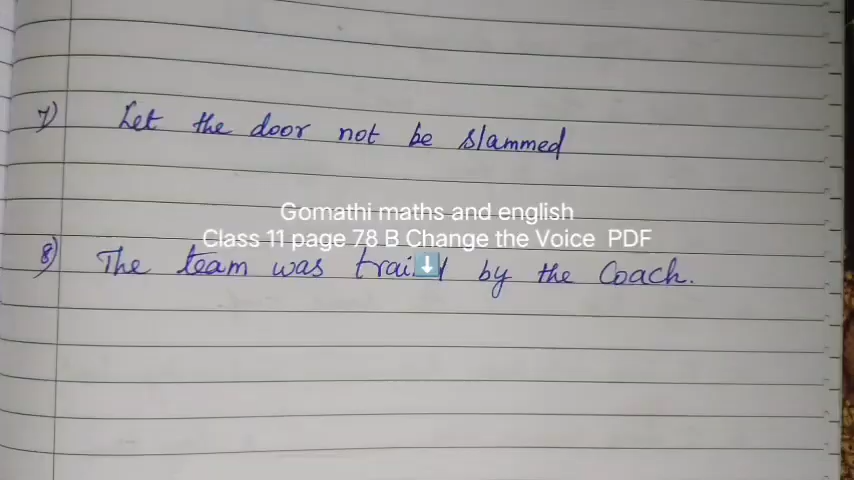 7) Let the door not be slammed
Gomathi maths and english
Class 11 page 78 B Change the Voice PDF
8) The team was by the Coach.